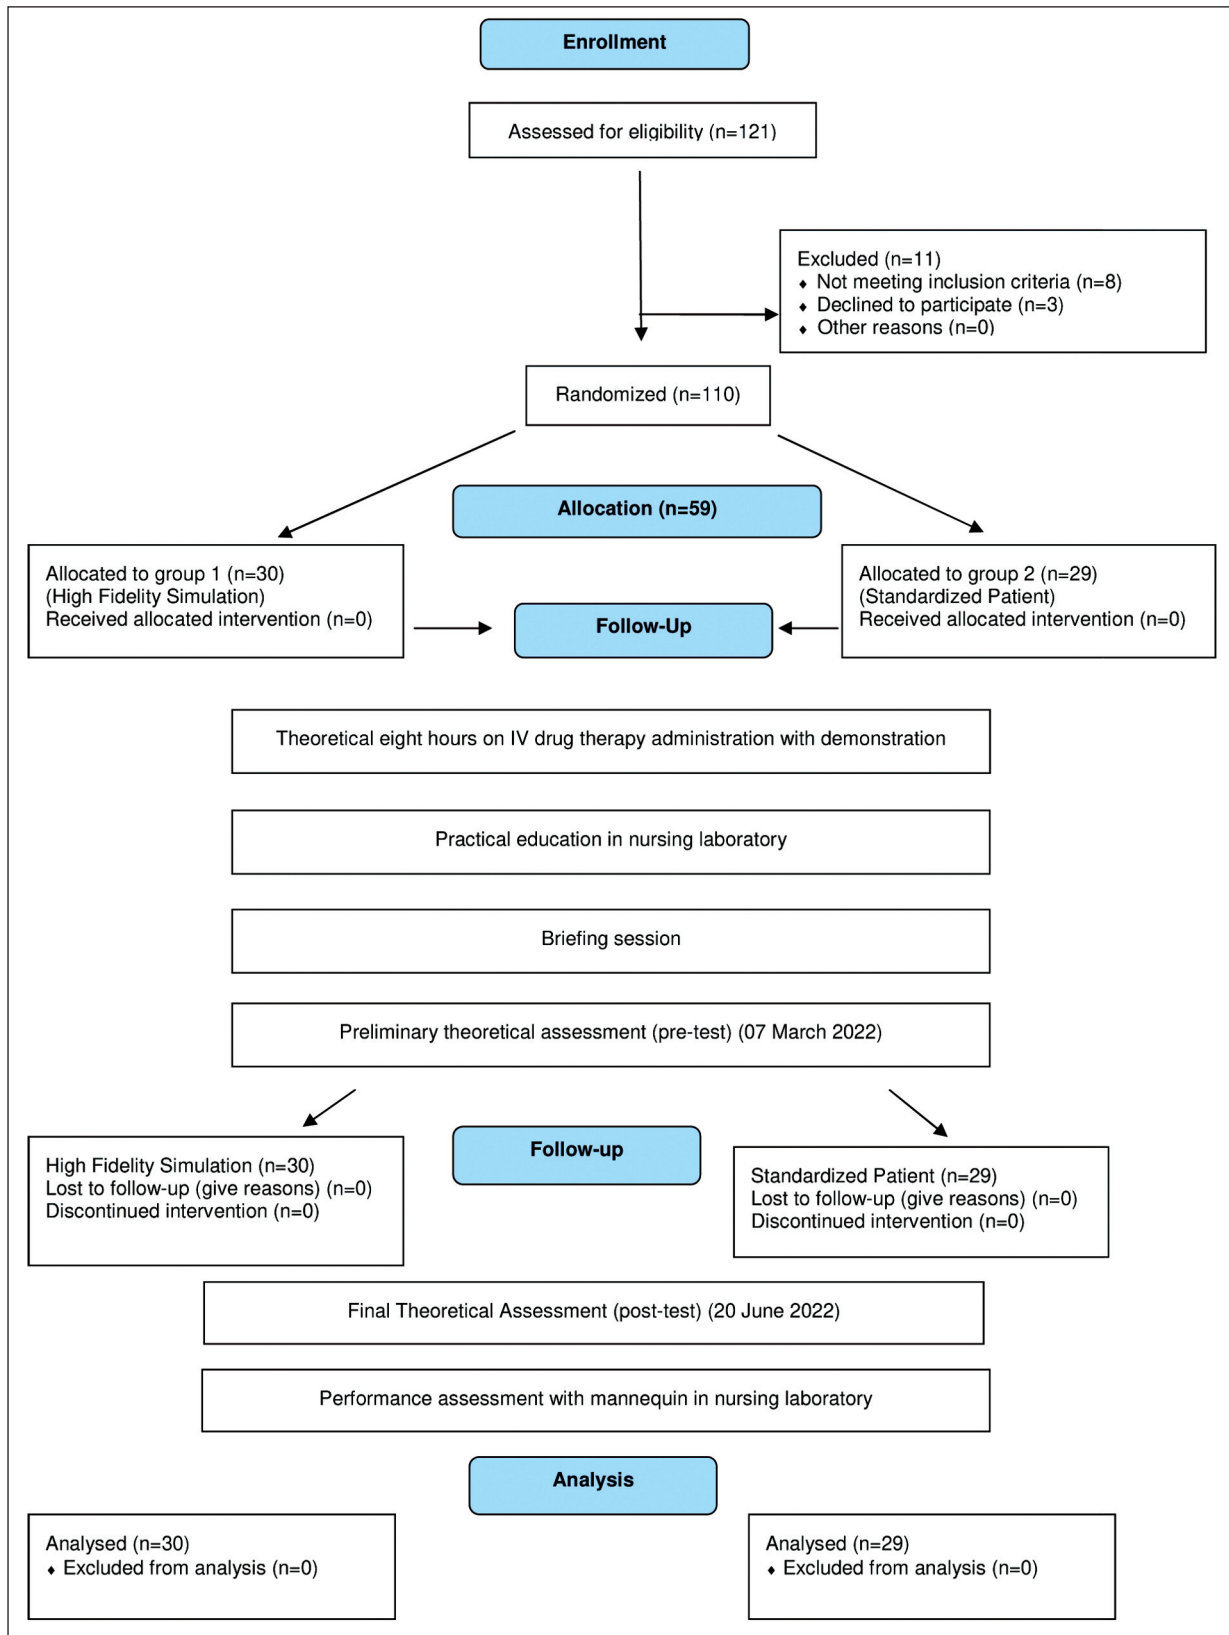 Enrollment
Assessed for eligibility (n=121)
Excluded (n=11)
♦ Not meeting inclusion criteria (n=8)
♦ Declined to participate (n=3)
♦ Other reasons (n=0)
Randomized (n=110)
Allocation (n=59)
Allocated to group 1 (n=30)
(High Fidelity Simulation)
Received allocated intervention (n=0)
Allocated to group 2 (n=29)
(Standardized Patient)
Received allocated intervention (n=0)
Follow-Up
Theoretical eight hours on IV drug therapy administration with demonstration
Practical education in nursing laboratory
Briefing session
Preliminary theoretical assessment (pre-test) (07 March 2022)
Follow-up
High Fidelity Simulation (n=30)
Lost to follow-up (give reasons) (n=0)
Discontinued intervention (n=0)
Standardized Patient (n=29)
Lost to follow-up (give reasons) (n=0)
Discontinued intervention (n=0)
Final Theoretical Assessment (post-test) (20 June 2022)
Performance assessment with mannequin in nursing laboratory
Analysis
Analysed (n=30)
♦ Excluded from analysis (n=0)
Analysed (n=29)
♦ Excluded from analysis (n=0)